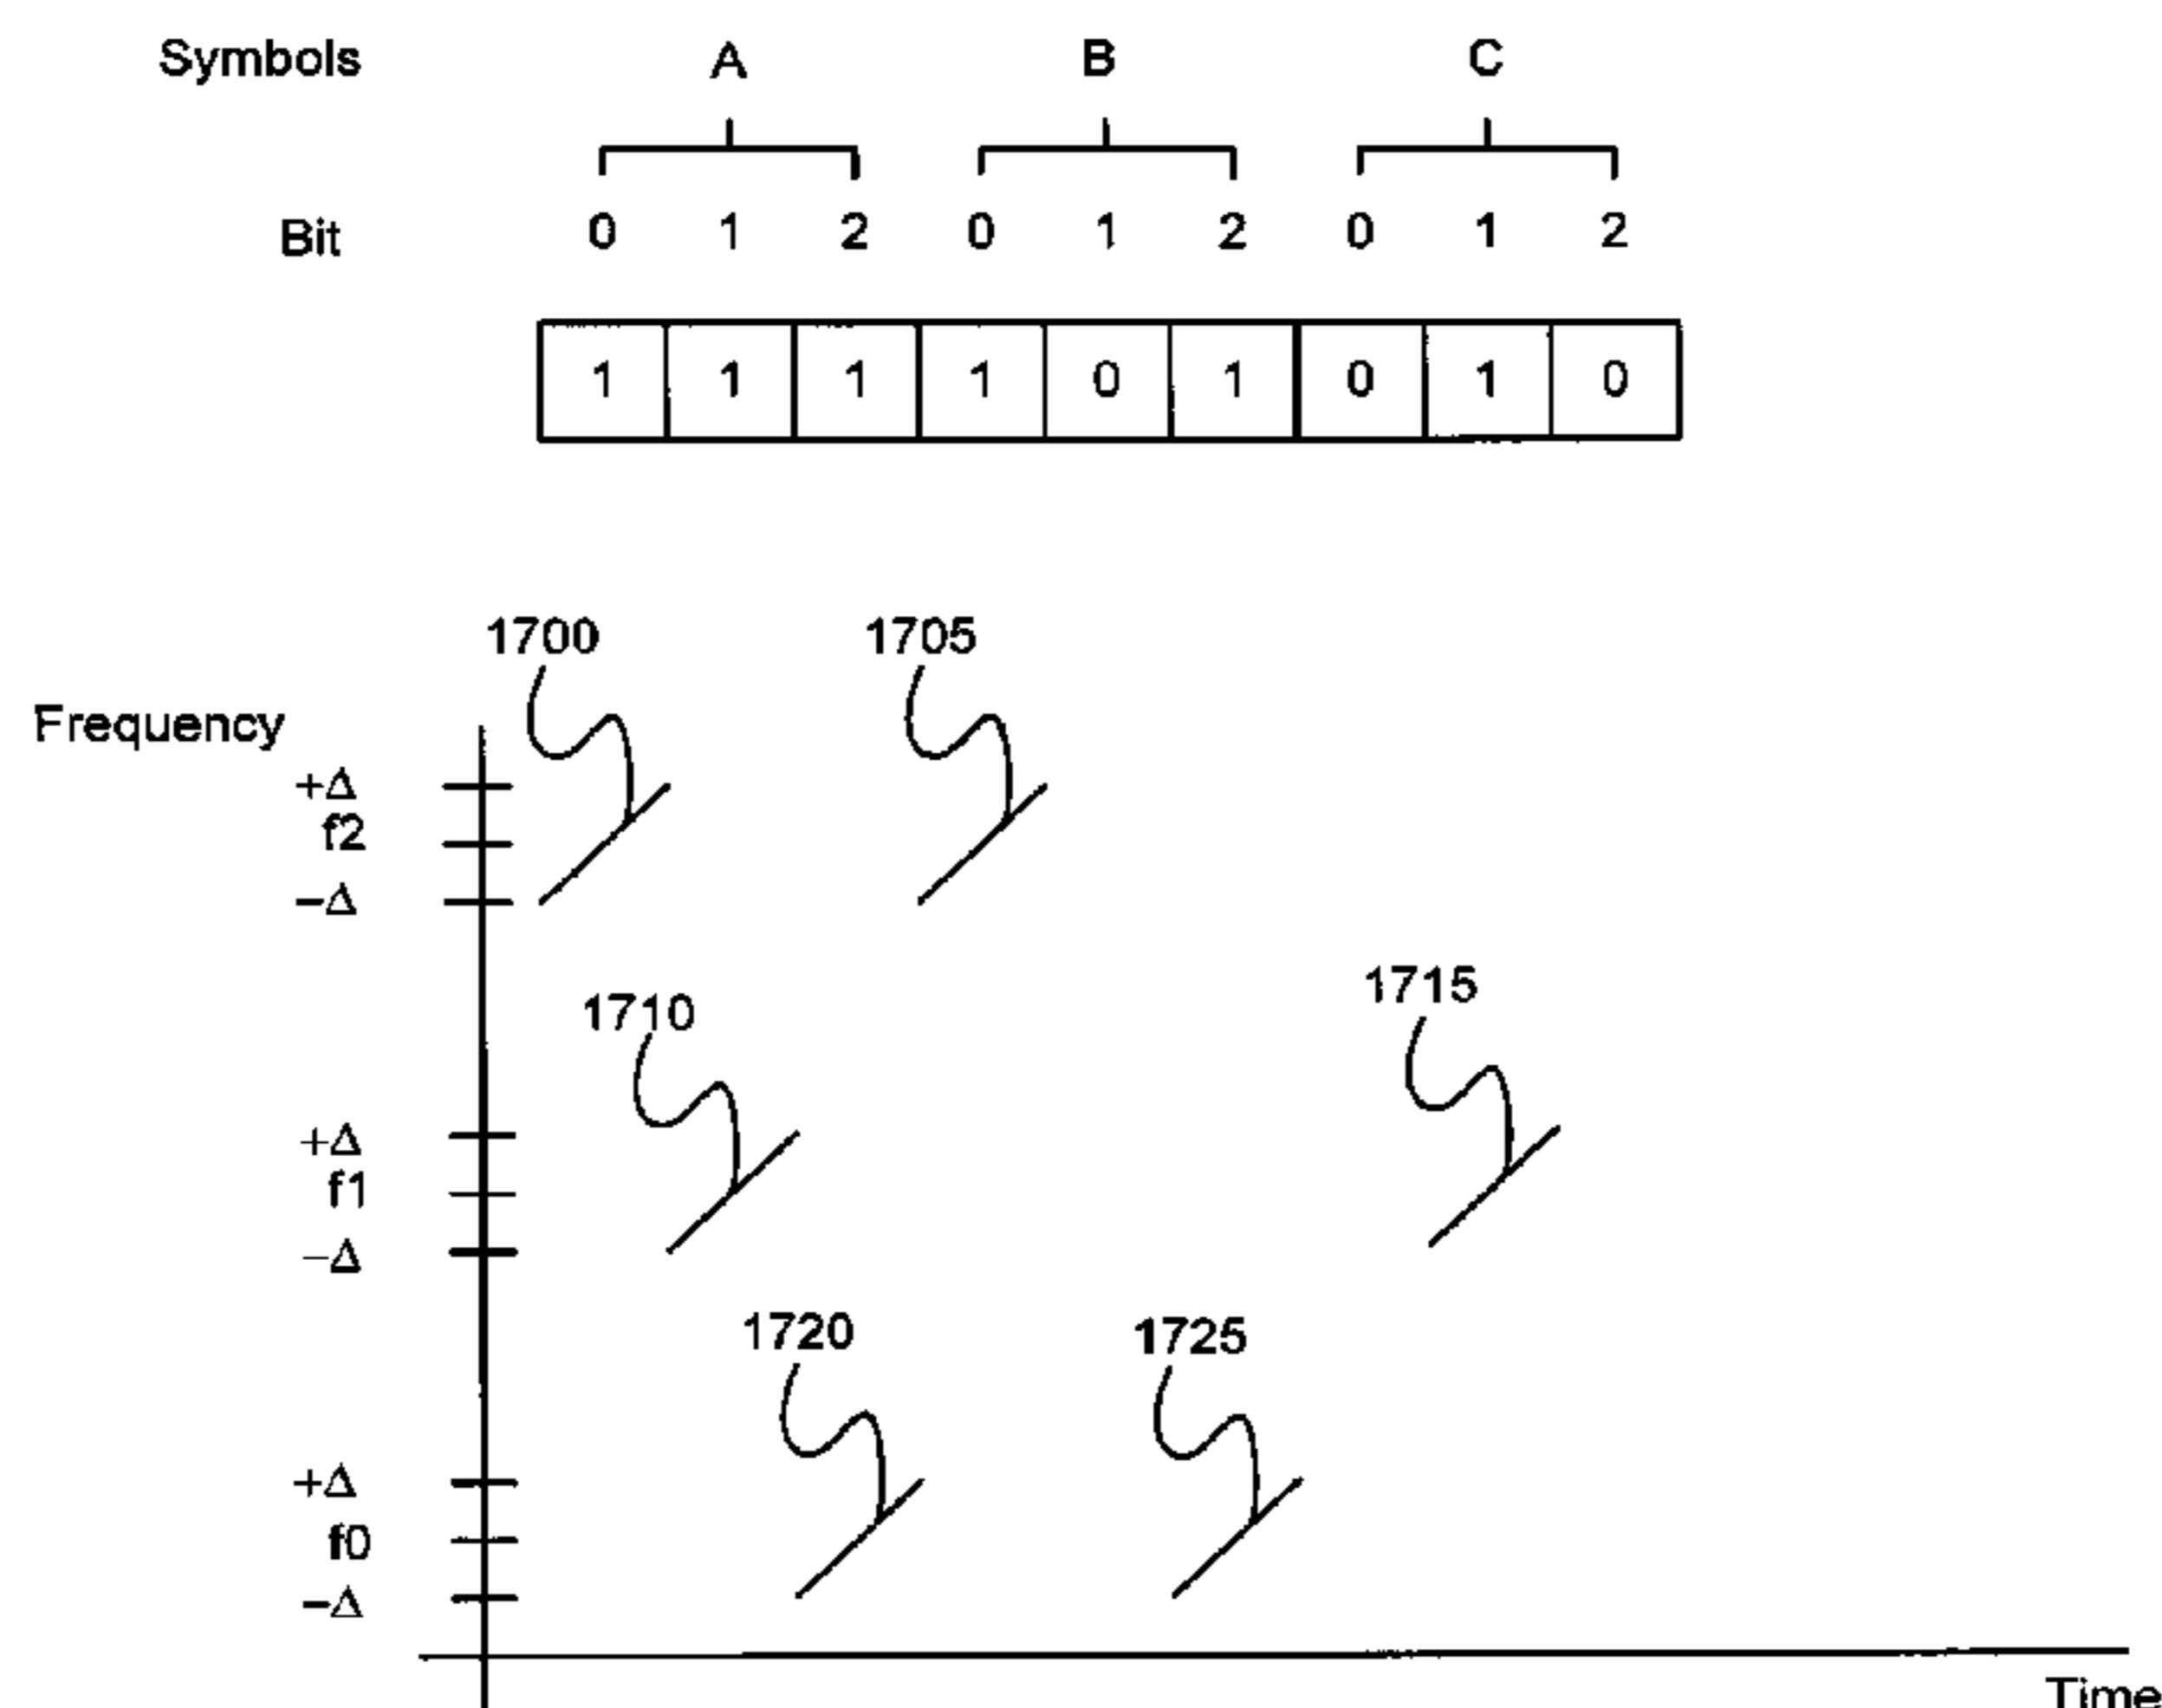 Symbols A B C
Bit 0 1 2 0 1 2 0 1 2
1 1 1 1 0 1 0 1 0
1700 1705
Frequency
+Δ
f2
−Δ
1715
1710
+Δ
f1
−Δ
1720 1725
+Δ
f0
−Δ
Time